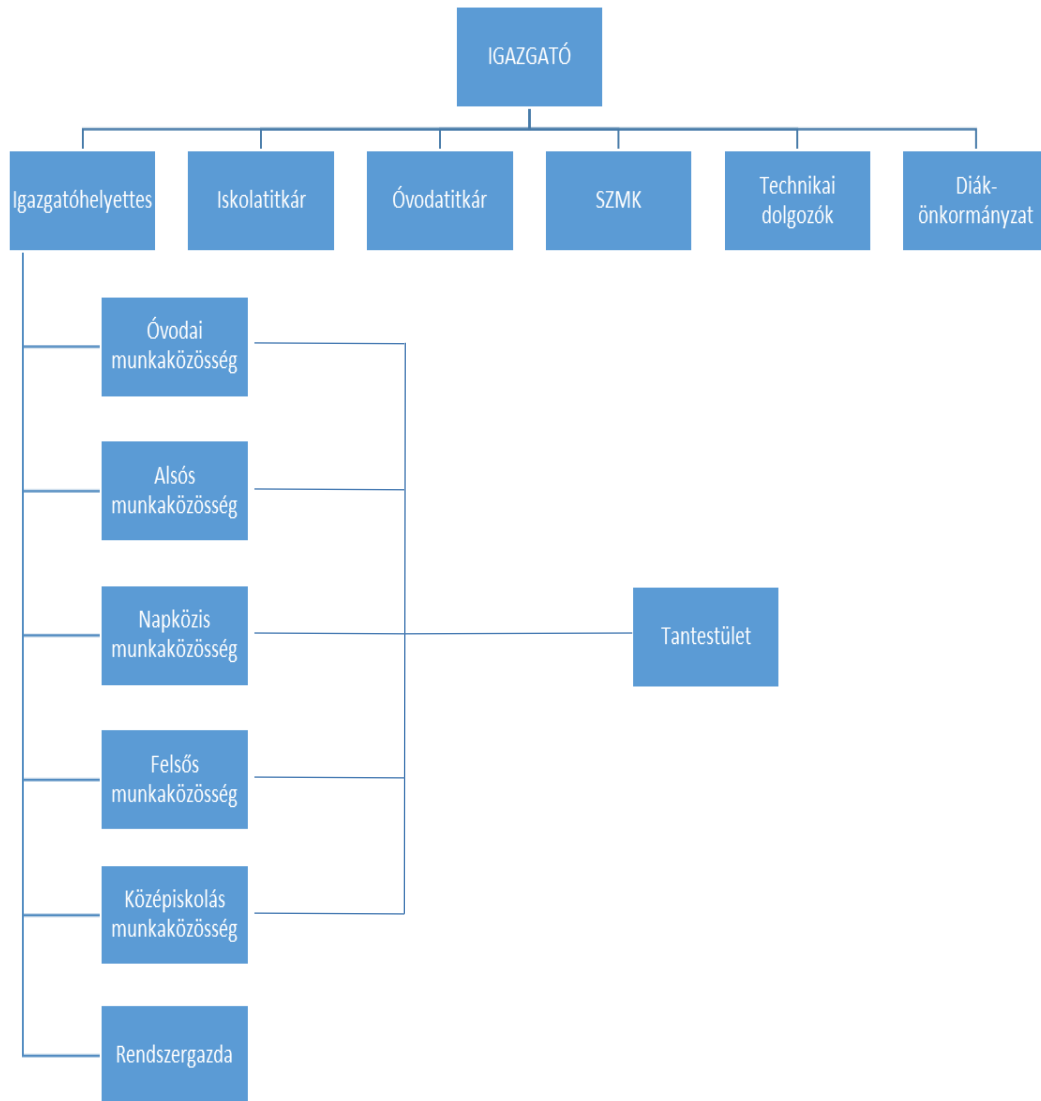 IGAZGATÓ
Igazgatóhelyettes
Iskolatitkár
Óvodatitkár
SZMK
Technikai
dolgozók
Diák-
önkormányzat
Óvodai
munkaközösség
Alsós
munkaközösség
Napközis
munkaközösség
Tantestület
Felsős
munkaközösség
Középiskolás
munkaközösség
Rendszergazda